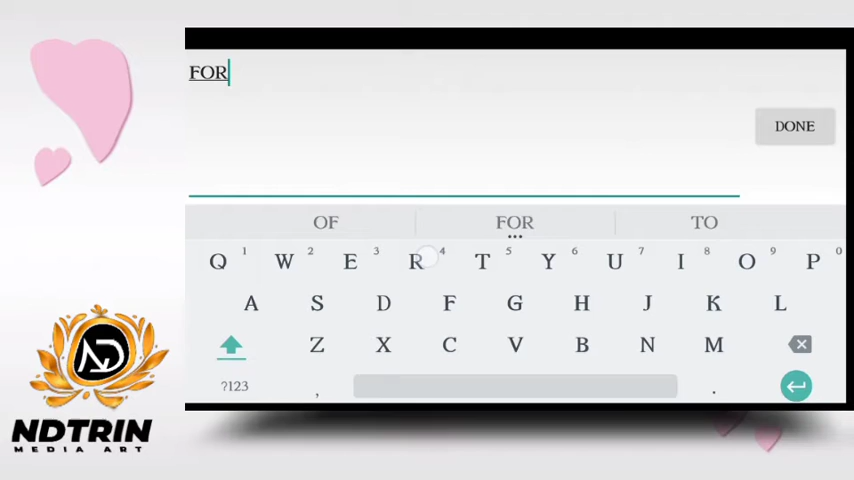 FOR
DONE
OF FOR TO
Q 1 W 2 E 3 R 4 T 5 Y 6 U 7 I 8 O 9 P 0
A S D F G H J K L
Z X C V B N M
?123 , .
ND
NDTRIN
MEDIA ART